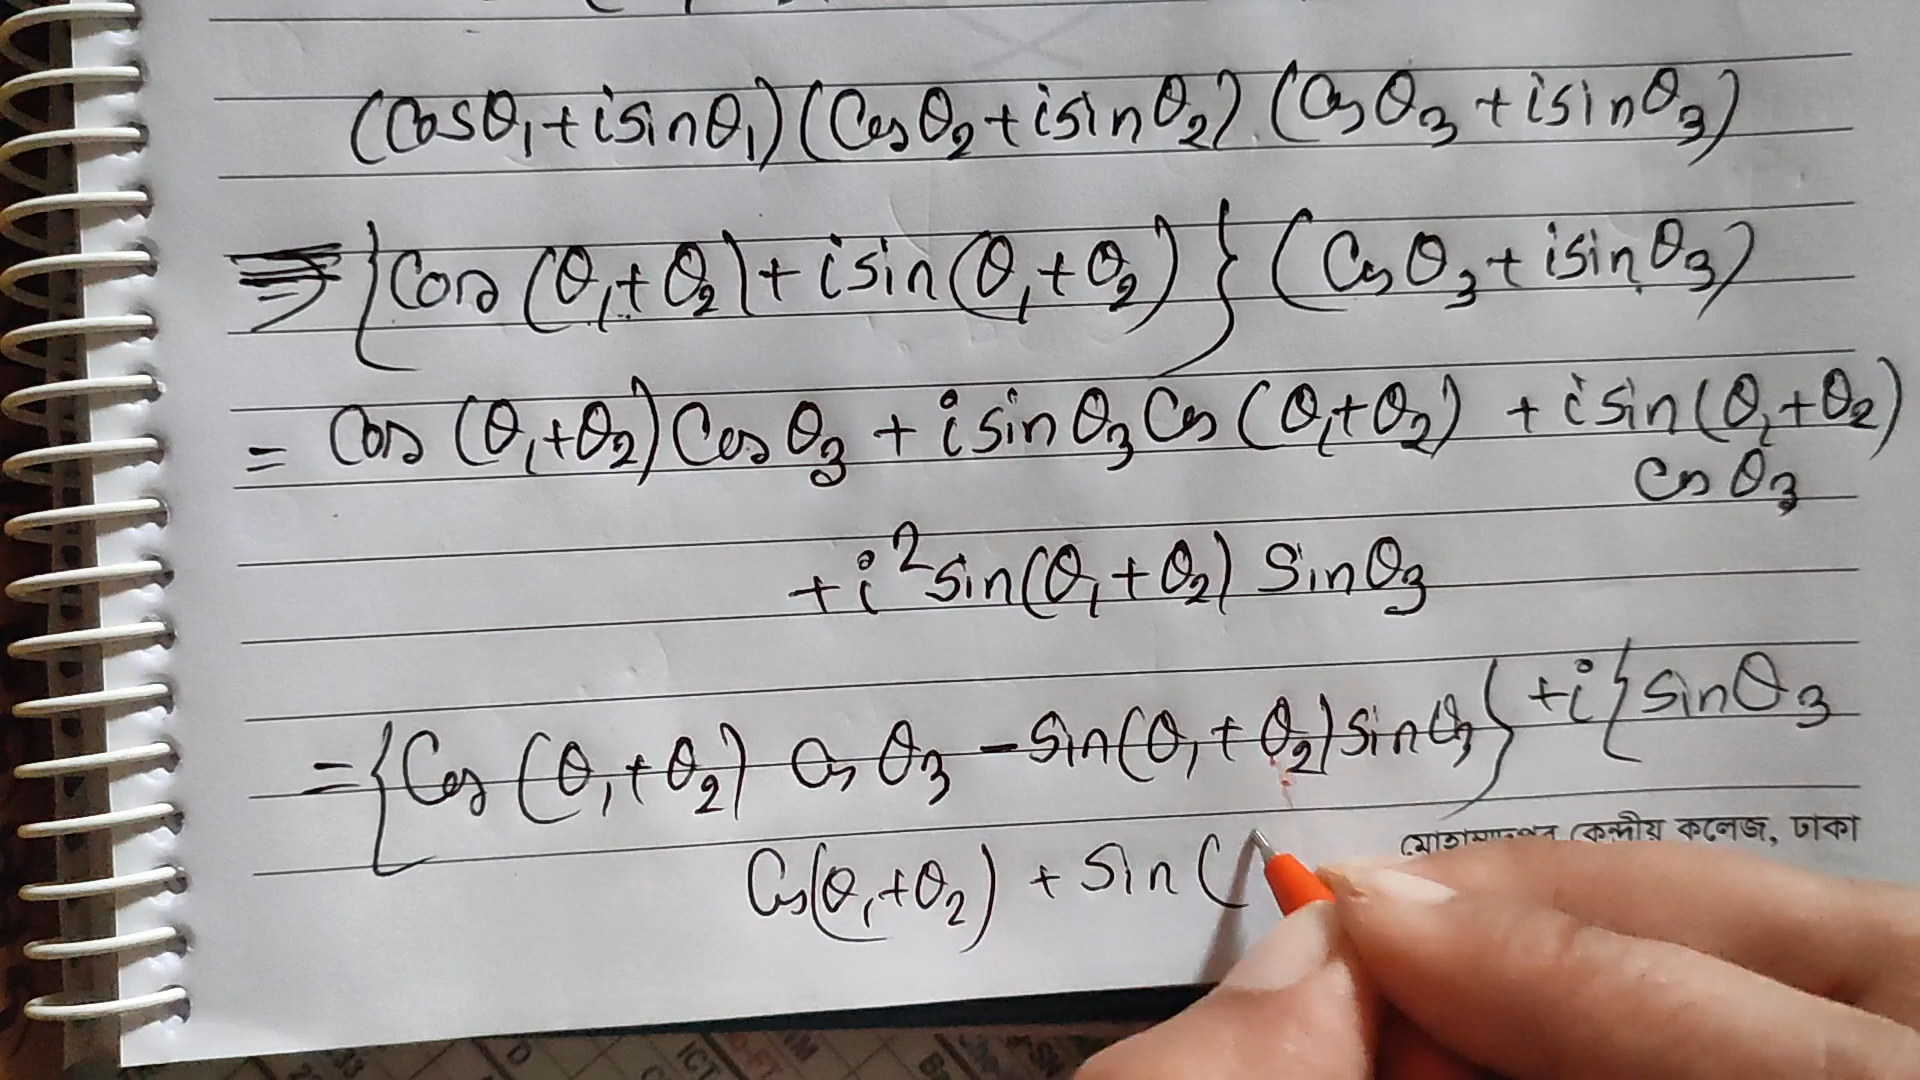 (Cosθ₁+isinθ₁)(Cosθ₂+isinθ₂).(Cosθ₃+isinθ₃)
{Cos(θ₁+θ₂)+isin(θ₁+θ₂)}(Cosθ₃+isinθ₃)
= Cos(θ₁+θ₂)Cosθ₃+isinθ₃Cos(θ₁+θ₂)+isin(θ₁+θ₂)
Cosθ₃
+i²sin(θ₁+θ₂) Sinθ₃
={Cos(θ₁+θ₂) Cosθ₃-Sin(θ₁+θ₂)sinθ₃}+i{sinθ₃
Cos(θ₁+θ₂)+Sin(
কেন্দ্রীয় কলেজ, ঢাকা
ICT
D